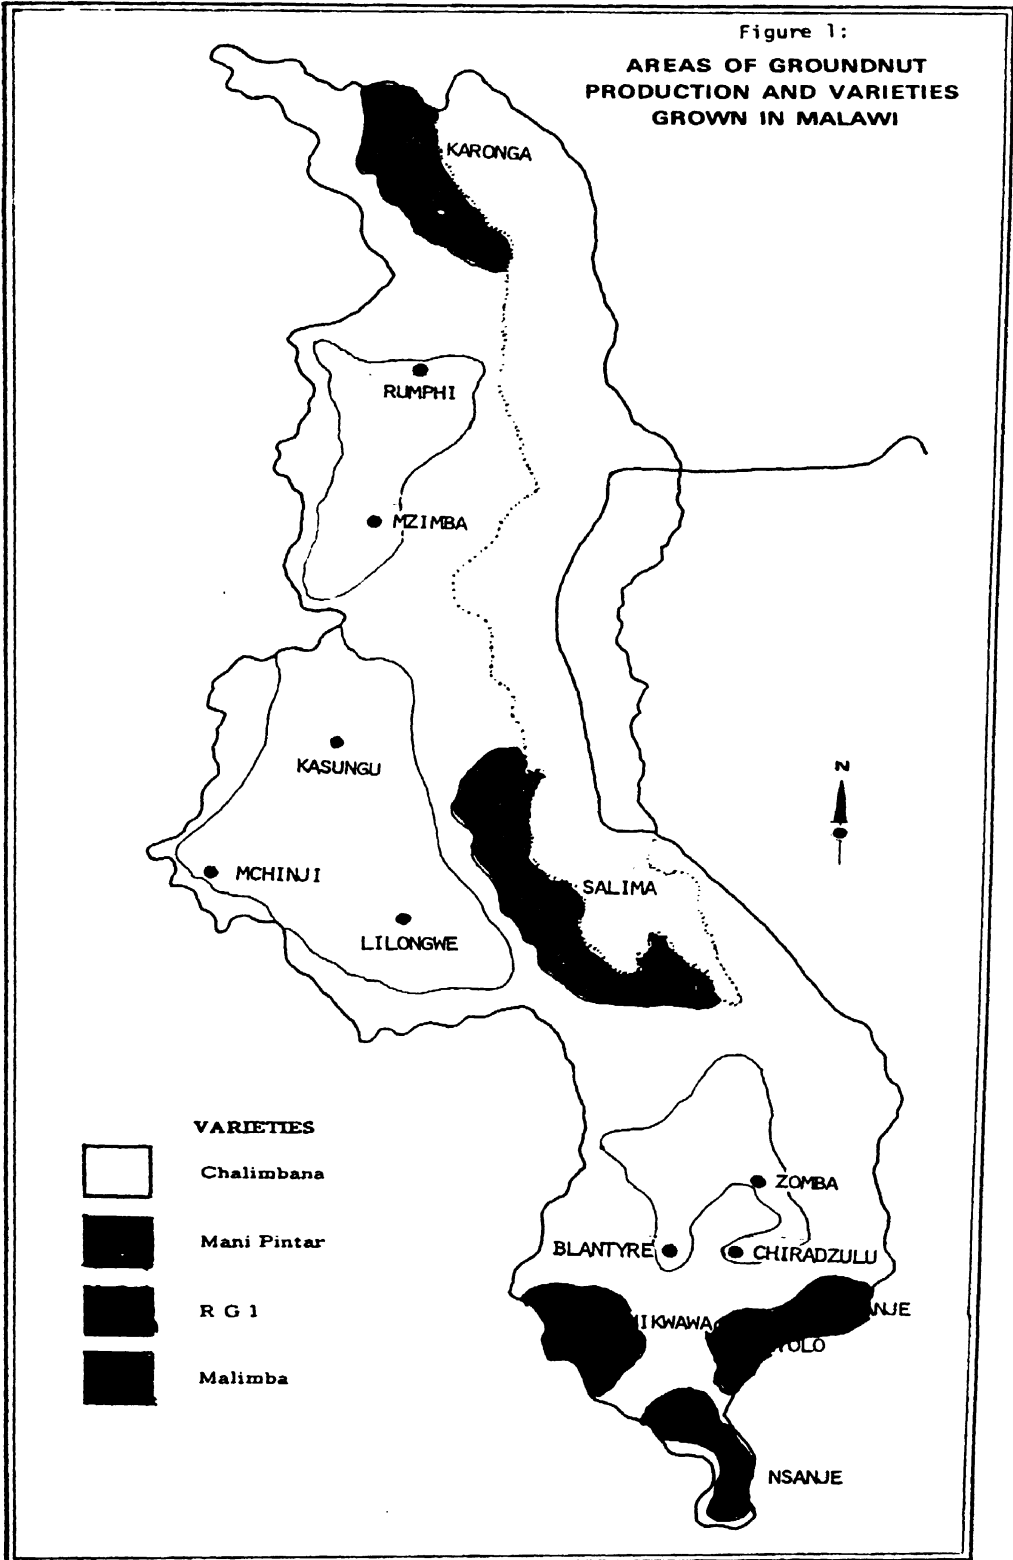 Figure 1:
AREAS OF GROUNDNUT
PRODUCTION AND VARIETIES
GROWN IN MALAWI
KARONGA
RUMPHI
MZIMBA
N
KASUNGU
MCHINJI
SALIMA
LILONGWE
VARIETIES
Chalimbana
Mani Pintar
R G 1
Malimba
ZOMBA
BLANTYRE
CHIRADZULU
NSANJE